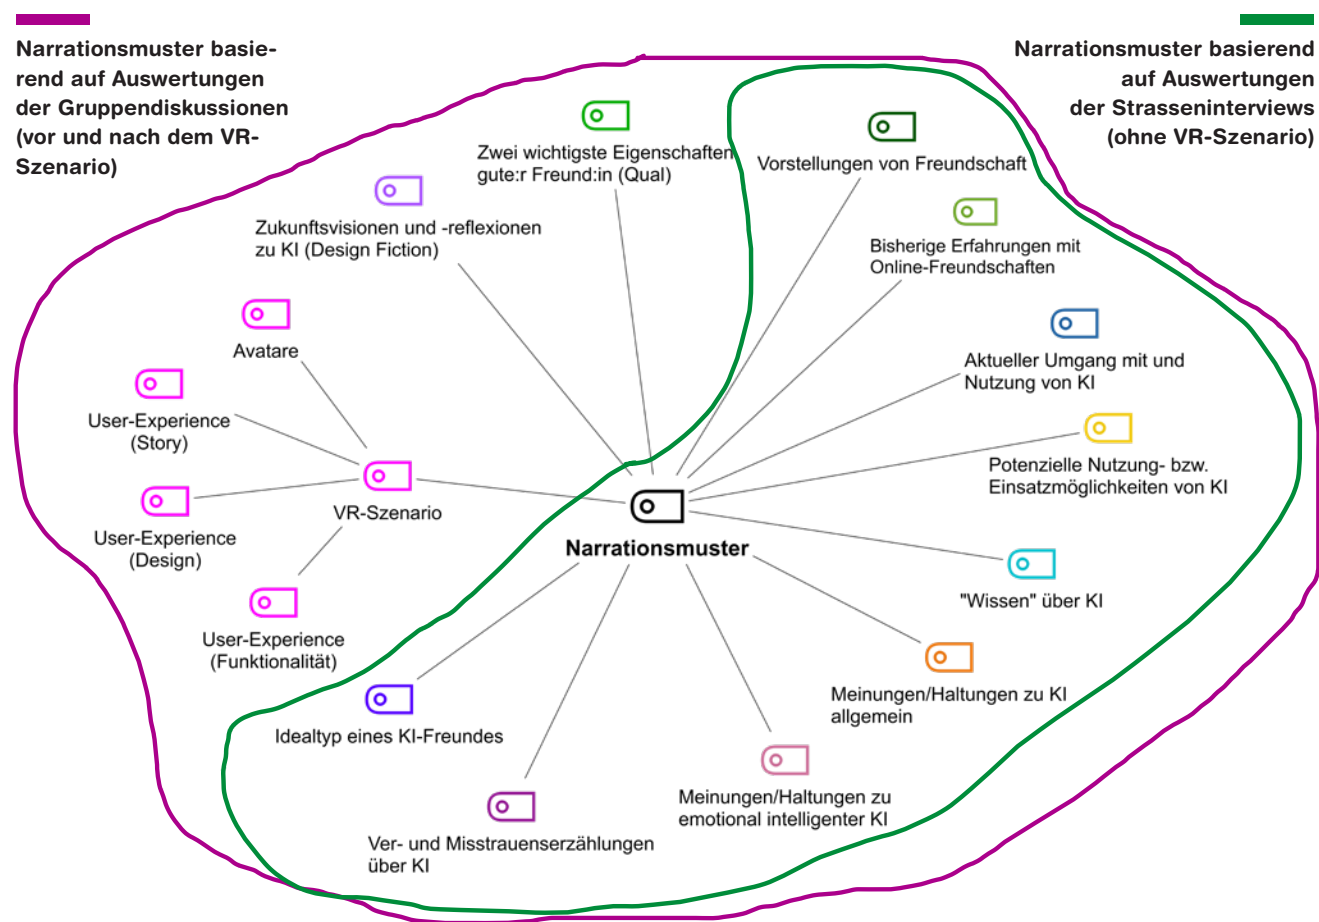 Narrationsmuster basie-
rend auf Auswertungen
der Gruppendiskussionen
(vor und nach dem VR-
Szenario)
Narrationsmuster basierend
auf Auswertungen
der Strasseninterviews
(ohne VR-Szenario)
Zwei wichtigste Eigenschaften
gute:r Freund:in (Qual)
Vorstellungen von Freundschaft
Zukunftsvisionen und -reflexionen
zu KI (Design Fiction)
Bisherige Erfahrungen mit
Online-Freundschaften
Avatare
Aktueller Umgang mit und
Nutzung von KI
User-Experience
(Story)
Potenzielle Nutzung- bzw.
Einsatzmöglichkeiten von KI
VR-Szenario
User-Experience
(Design)
Narrationsmuster
"Wissen" über KI
User-Experience
(Funktionalität)
Meinungen/Haltungen zu KI
allgemein
Idealtyp eines KI-Freundes
Meinungen/Haltungen zu
emotional intelligenter KI
Ver- und Misstrauenserzählungen
über KI